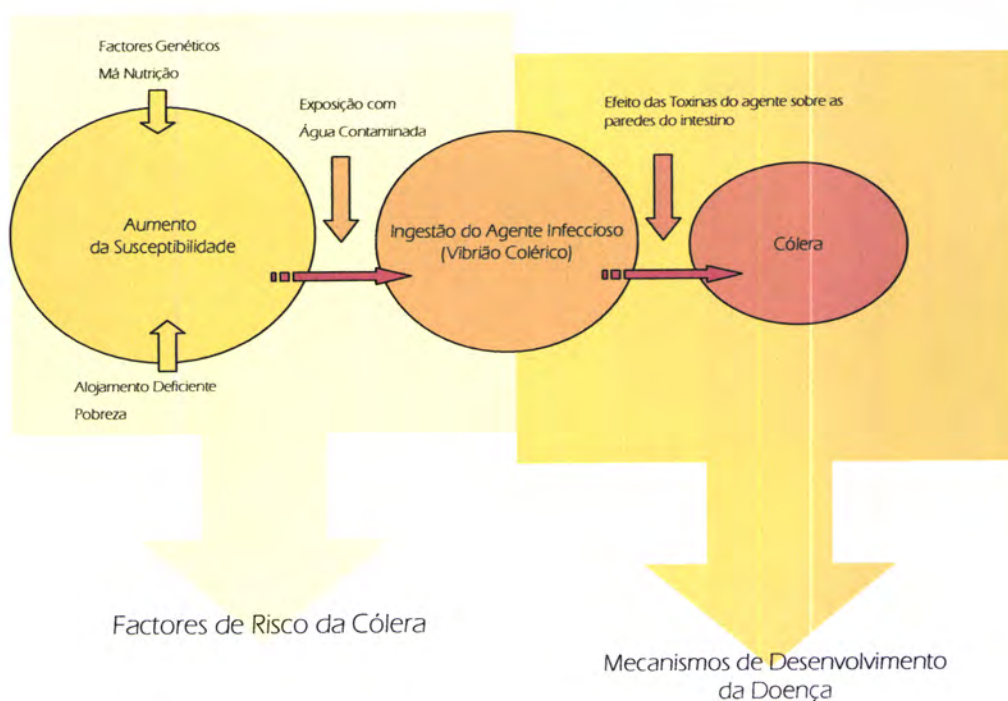 Factores Genéticos
Má Nutrição
Exposição com
Água Contaminada
Efeito das Toxinas do agente sobre as
paredes do intestino
Aumento
da Susceptibilidade
Ingestão do Agente Infeccioso
(Vibrião Colérico)
Cólera
Alojamento Deficiente
Pobreza
Factores de Risco da Cólera
Mecanismos de Desenvolvimento
da Doença